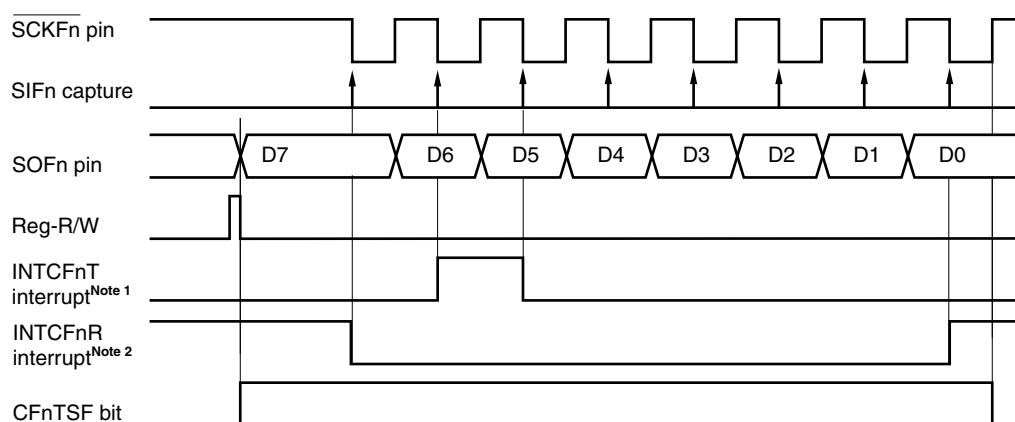 SCKFn pin
SIFn capture
SOFn pin
D7 D6 D5 D4 D3 D2 D1 D0
Reg-R/W
INTCFnT
interruptNote 1
INTCFnR
interruptNote 2
CFnTSF bit